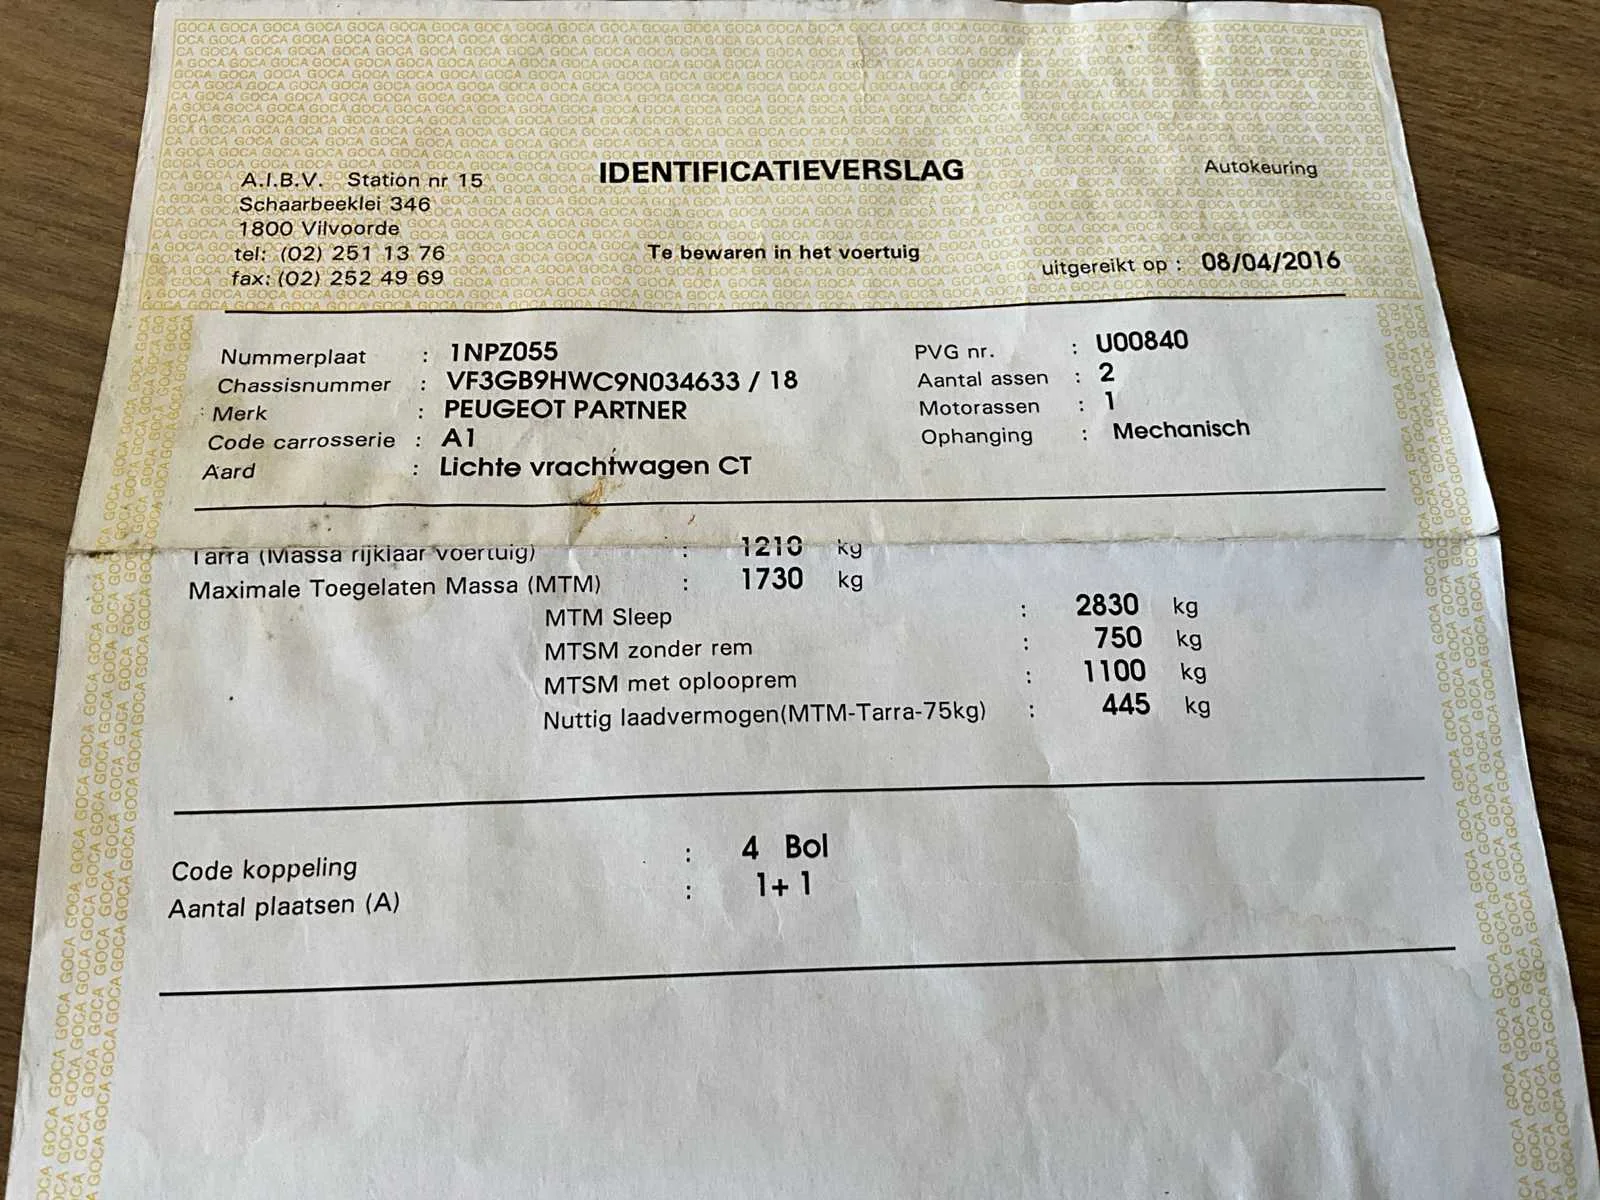 IDENTIFICATIEVERSLAG
Autokeuring
A.I.B.V. Station nr 15
Schaarbeeklei 346
1800 Vilvoorde
tel: (02) 251 13 76
fax: (02) 252 49 69
Te bewaren in het voertuig
uitgereikt op : 08/04/2016
Nummerplaat : 1NPZ055
Chassisnummer : VF3GB9HWC9N034633 / 18
Merk : PEUGEOT PARTNER
Code carrosserie : A1
Aard : Lichte vrachtwagen CT
PVG nr. : U00840
Aantal assen : 2
Motorassen : 1
Ophanging : Mechanisch
Tarra (Massa rijklaar voertuig) : 1210 kg
Maximale Toegelaten Massa (MTM) : 1730 kg
MTM Sleep : 2830 kg
MTSM zonder rem : 750 kg
MTSM met oplooprem : 1100 kg
Nuttig laadvermogen(MTM-Tarra-75kg) : 445 kg
Code koppeling : 4 Bol
Aantal plaatsen (A) : 1+1